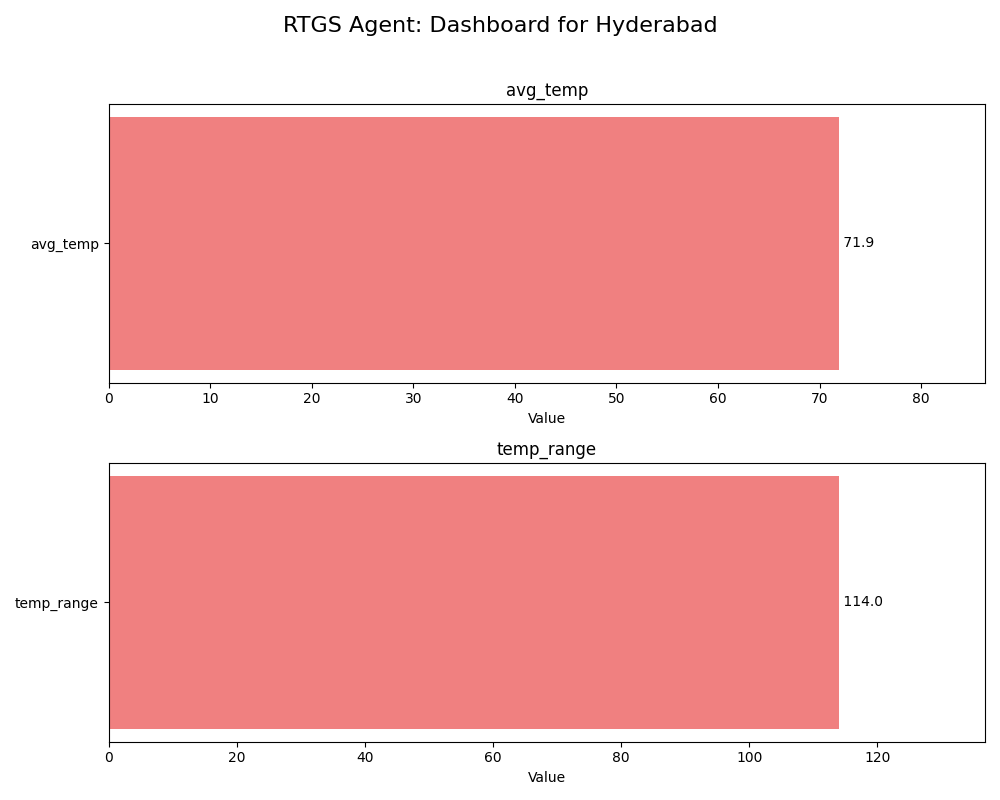 RTGS Agent: Dashboard for Hyderabad
avg_temp
avg_temp
71.9
0 10 20 30 40 50 60 70 80
Value
temp_range
temp_range
114.0
0 20 40 60 80 100 120
Value